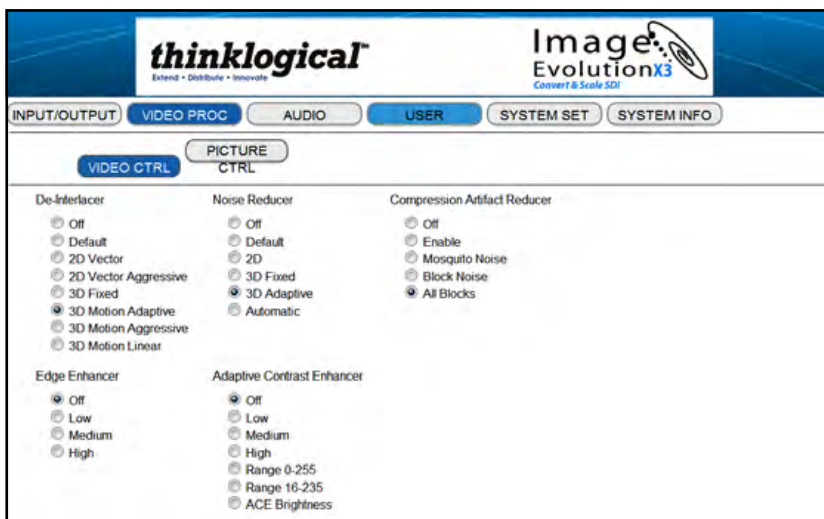 thinklogical™
Extend • Distribute • Innovate
Image
EvolutionX3
Convert & Scale SDI
INPUT/OUTPUT VIDEO PROC AUDIO USER SYSTEM SET SYSTEM INFO
VIDEO CTRL PICTURE CTRL
De-Interlacer
Off
Default
2D Vector
2D Vector Aggressive
3D Fixed
3D Motion Adaptive
3D Motion Aggressive
3D Motion Linear
Noise Reducer
Off
Default
2D
3D Fixed
3D Adaptive
Automatic
Compression Artifact Reducer
Off
Enable
Mosquito Noise
Block Noise
All Blocks
Edge Enhancer
Off
Low
Medium
High
Adaptive Contrast Enhancer
Off
Low
Medium
High
Range 0-255
Range 16-235
ACE Brightness